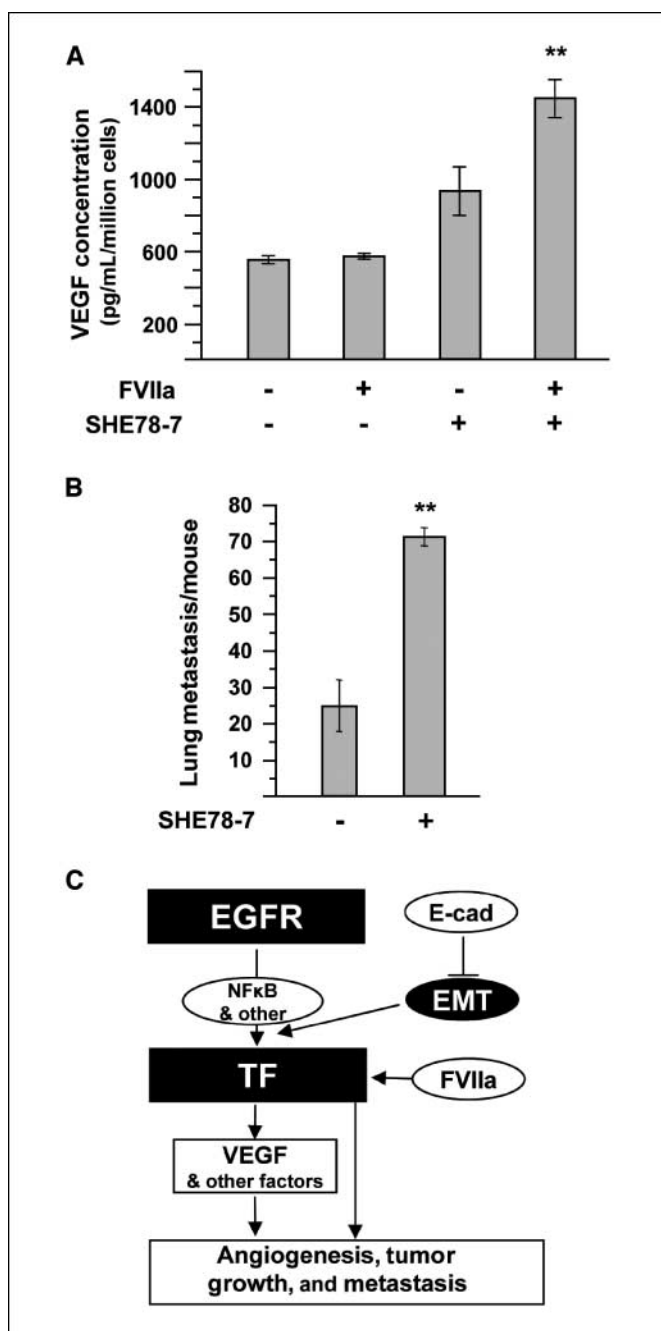 A
**
VEGF concentration
(pg/mL/million cells)
1400
1000
600
200
FVIIa - + - +
SHE78-7 - - + +
B
**
Lung metastasis/mouse
80
70
60
50
40
30
20
10
SHE78-7 - +
C
EGFR
E-cad
NFκB
& other
EMT
TF
FVIIa
VEGF
& other factors
Angiogenesis, tumor
growth, and metastasis